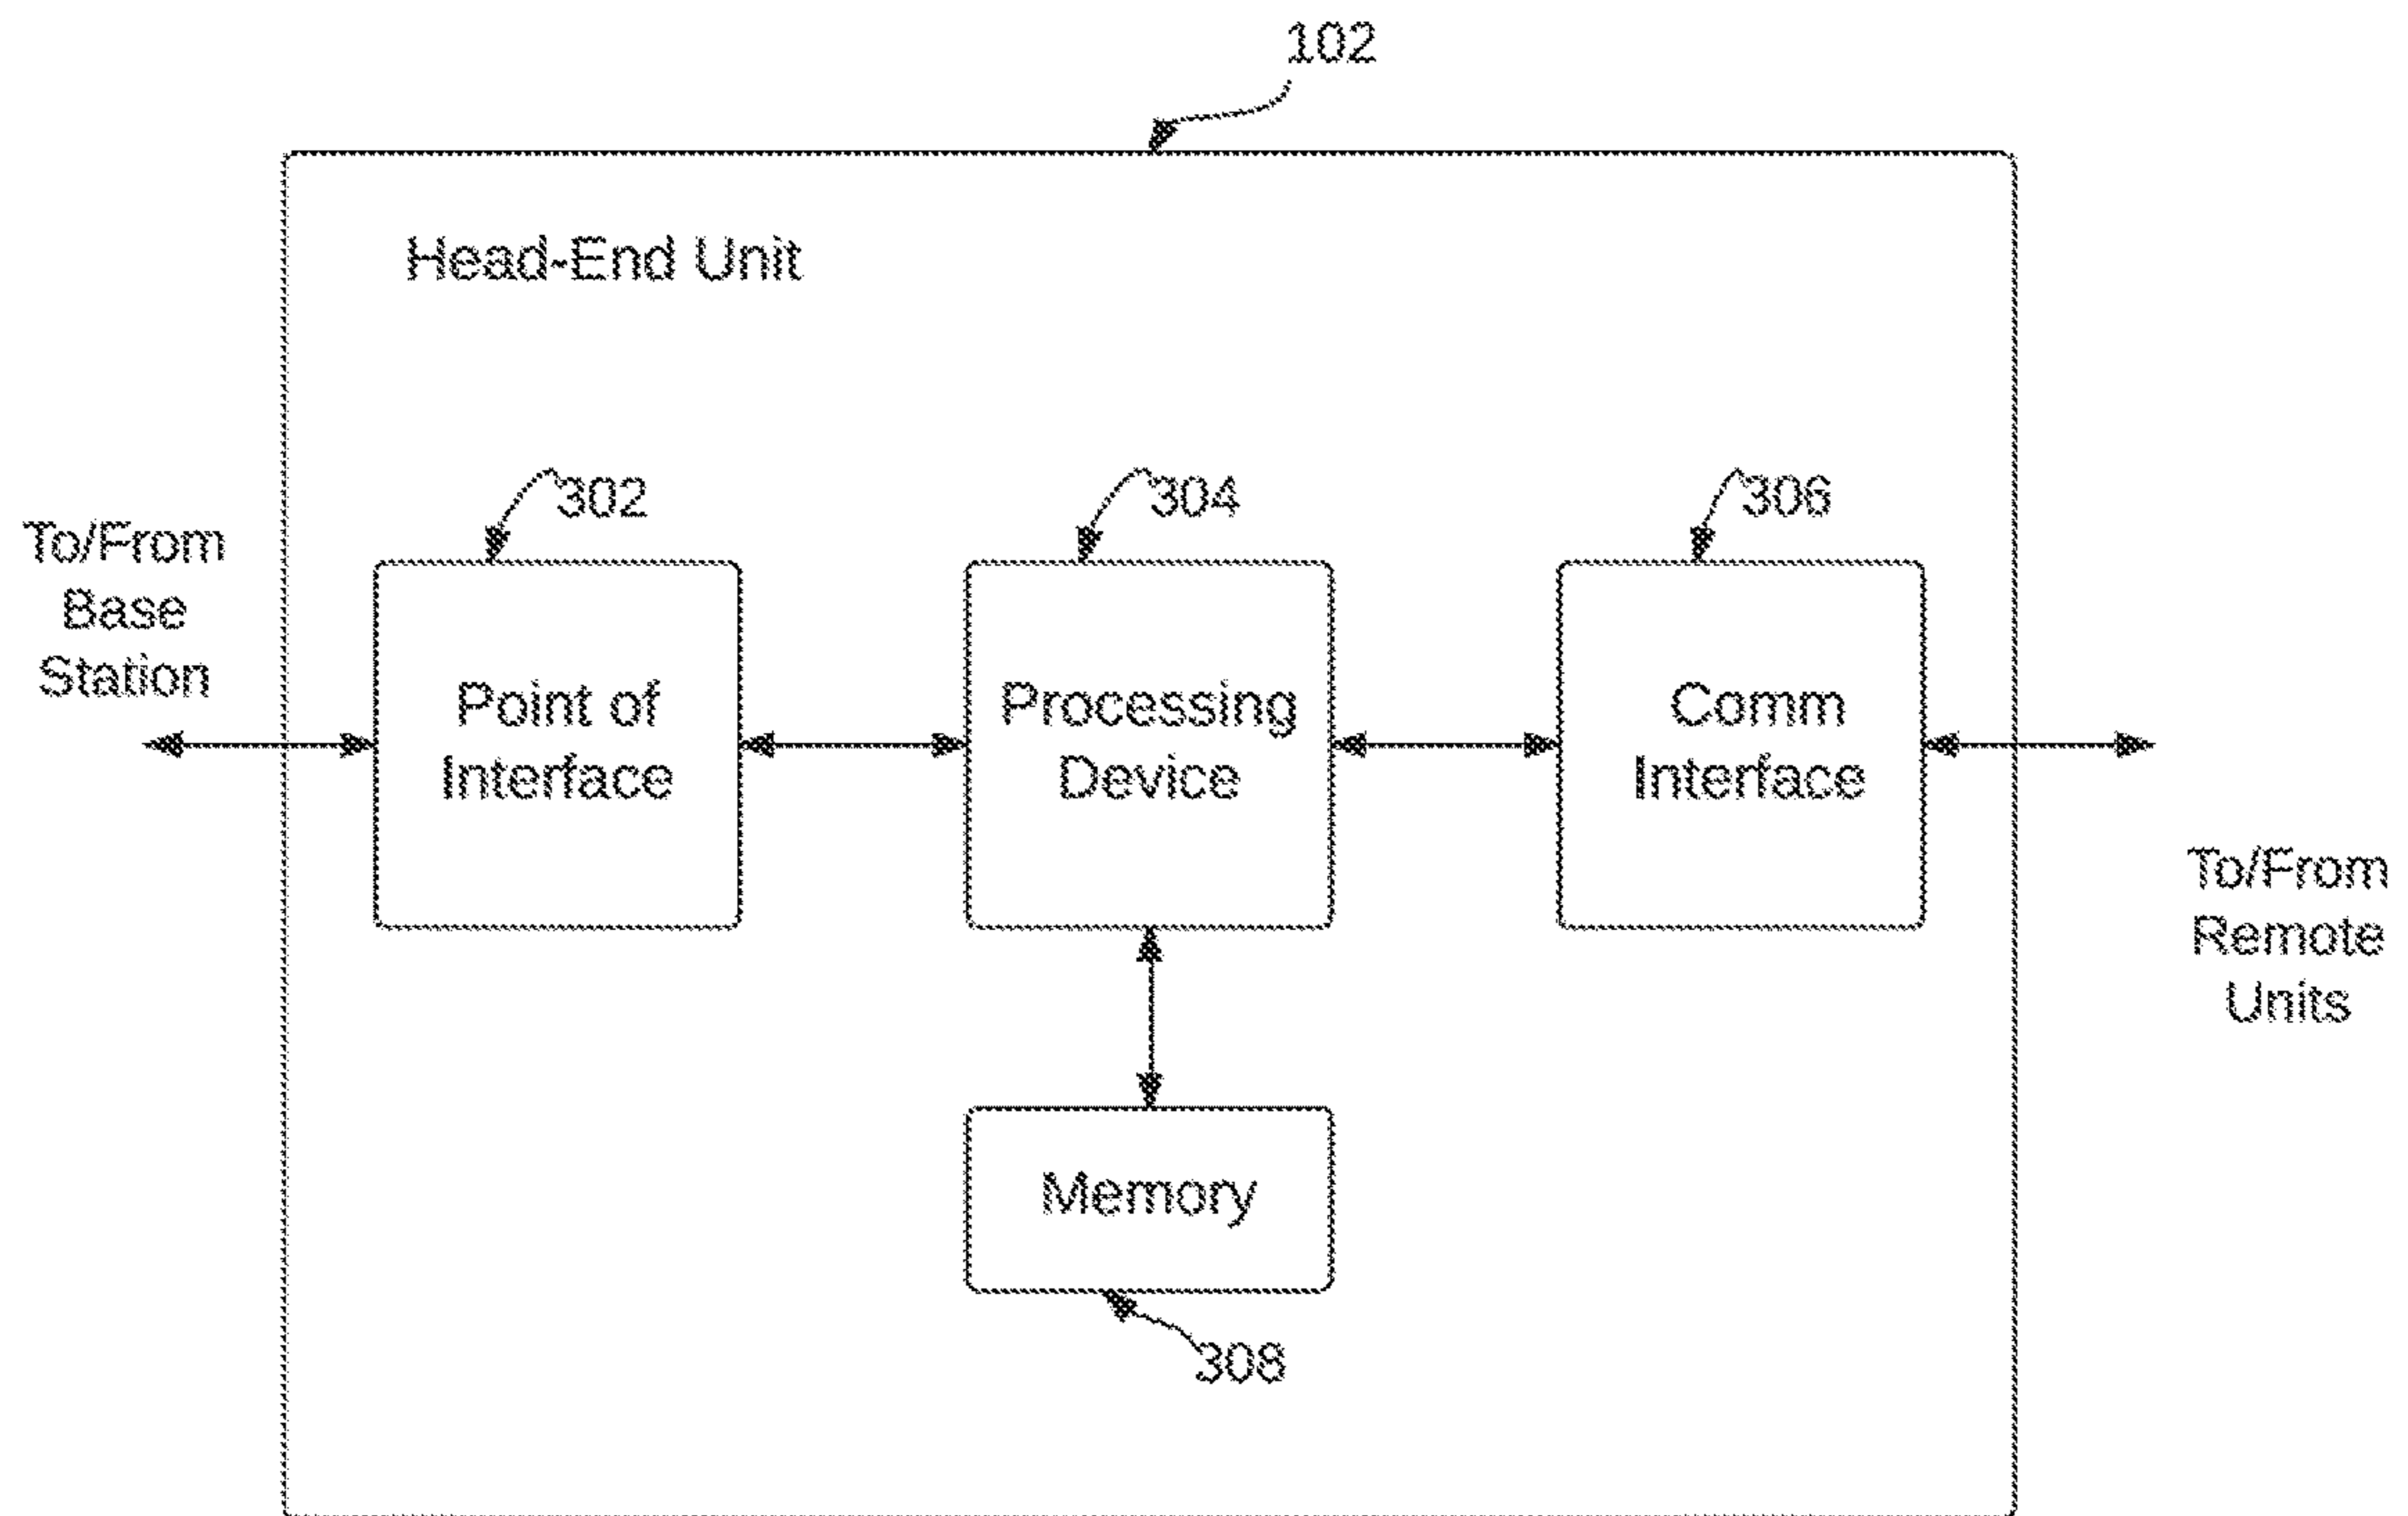 102
Head-End Unit
302
304
306
To/From
Base
Station
Point of
Interface
Processing
Device
Comm
Interface
To/From
Remote
Units
Memory
308